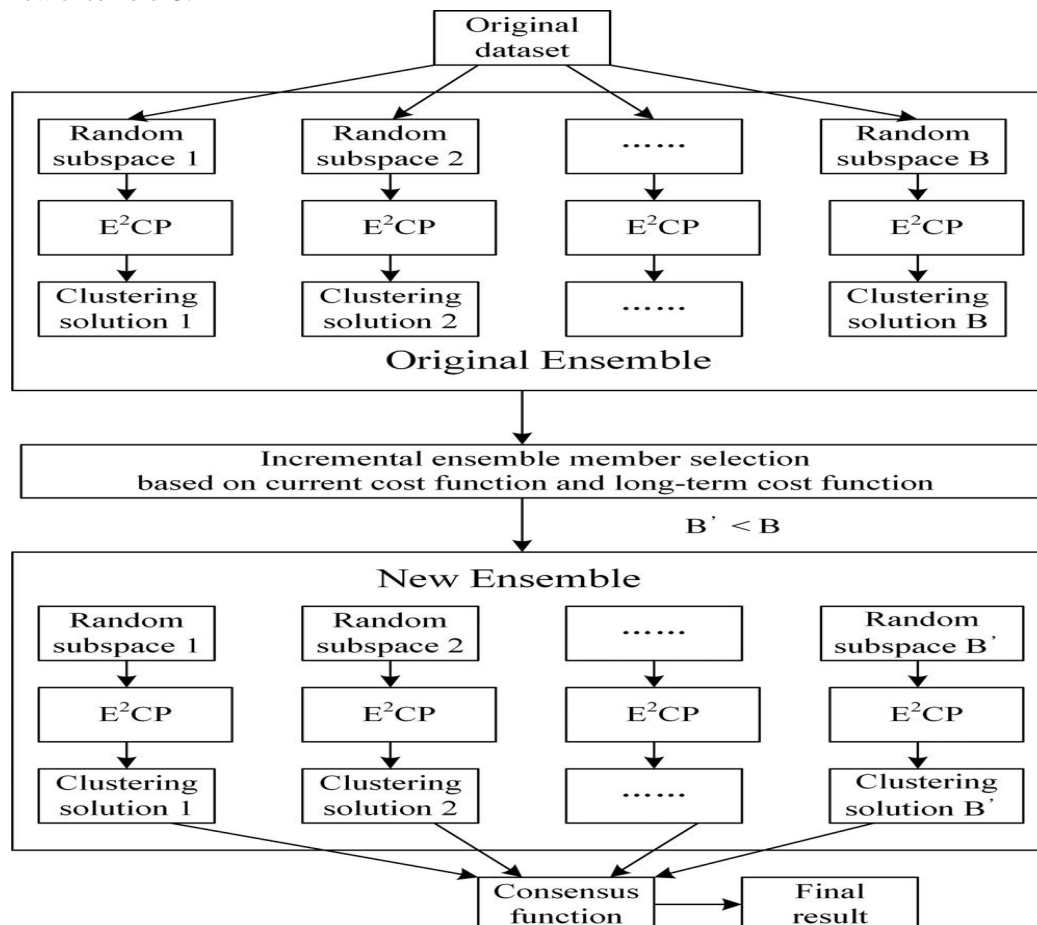 Original
dataset
Random
subspace 1
Random
subspace 2
......
Random
subspace B
E²CP
E²CP
E²CP
E²CP
Clustering
solution 1
Clustering
solution 2
......
Clustering
solution B
Original Ensemble
Incremental ensemble member selection
based on current cost function and long-term cost function
B' < B
New Ensemble
Random
subspace 1
Random
subspace 2
......
Random
subspace B'
E²CP
E²CP
E²CP
E²CP
Clustering
solution 1
Clustering
solution 2
......
Clustering
solution B'
Consensus
function
Final
result